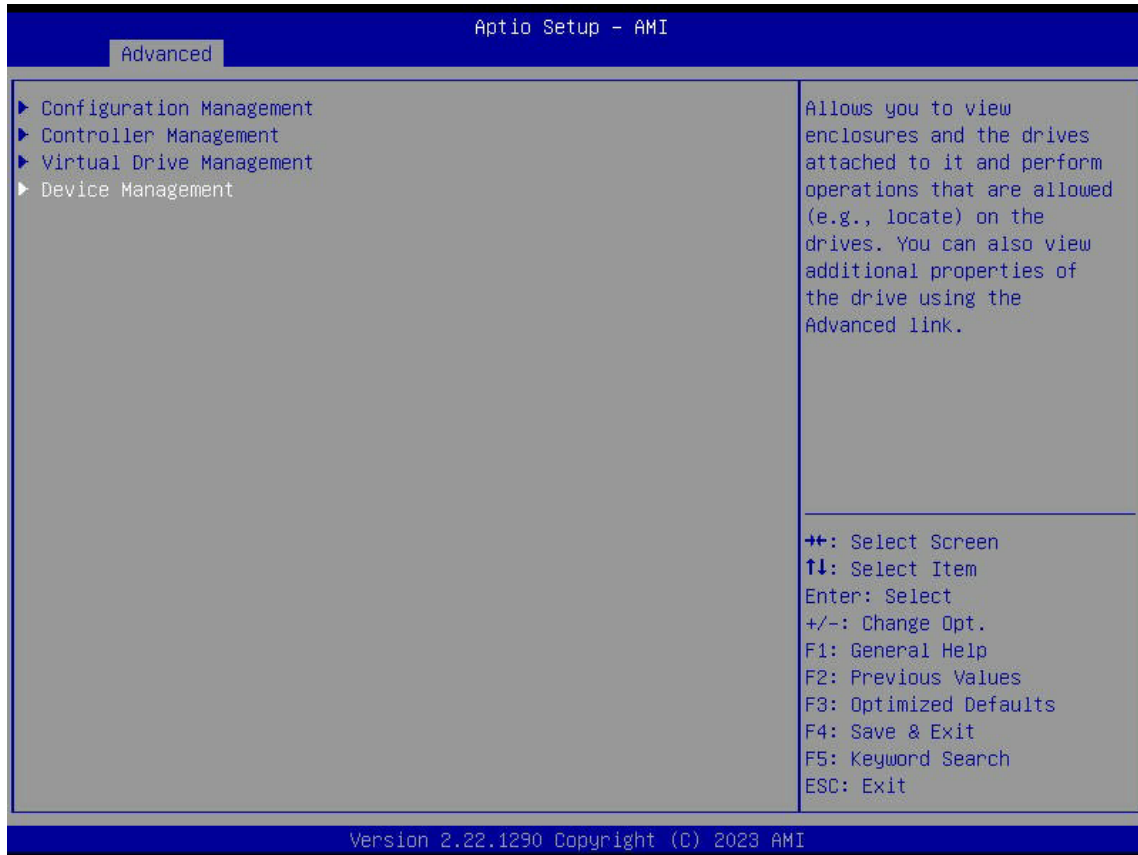 Aptio Setup – AMI
Advanced
▶ Configuration Management
▶ Controller Management
▶ Virtual Drive Management
▶ Device Management
Allows you to view
enclosures and the drives
attached to it and perform
operations that are allowed
(e.g., locate) on the
drives. You can also view
additional properties of
the drive using the
Advanced link.
→←: Select Screen
↑↓: Select Item
Enter: Select
+/-: Change Opt.
F1: General Help
F2: Previous Values
F3: Optimized Defaults
F4: Save & Exit
F5: Keyword Search
ESC: Exit
Version 2.22.1290 Copyright (C) 2023 AMI